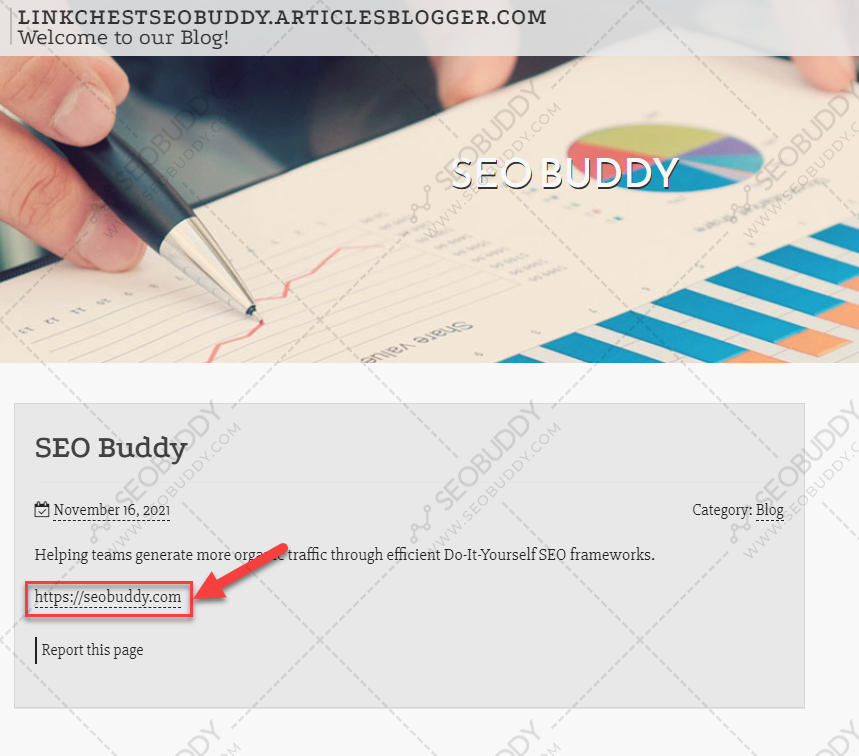 LINKCHESTSEOBUDDY.ARTICLESBLOGGER.COM
Welcome to our Blog!
SEO BUDDY
Share value
SEO Buddy
November 16, 2021
Category: Blog
Helping teams generate more organic traffic through efficient Do-It-Yourself SEO frameworks.
https://seobuddy.com
Report this page
SEOBUDDY
WWW.SEOBUDDY.COM